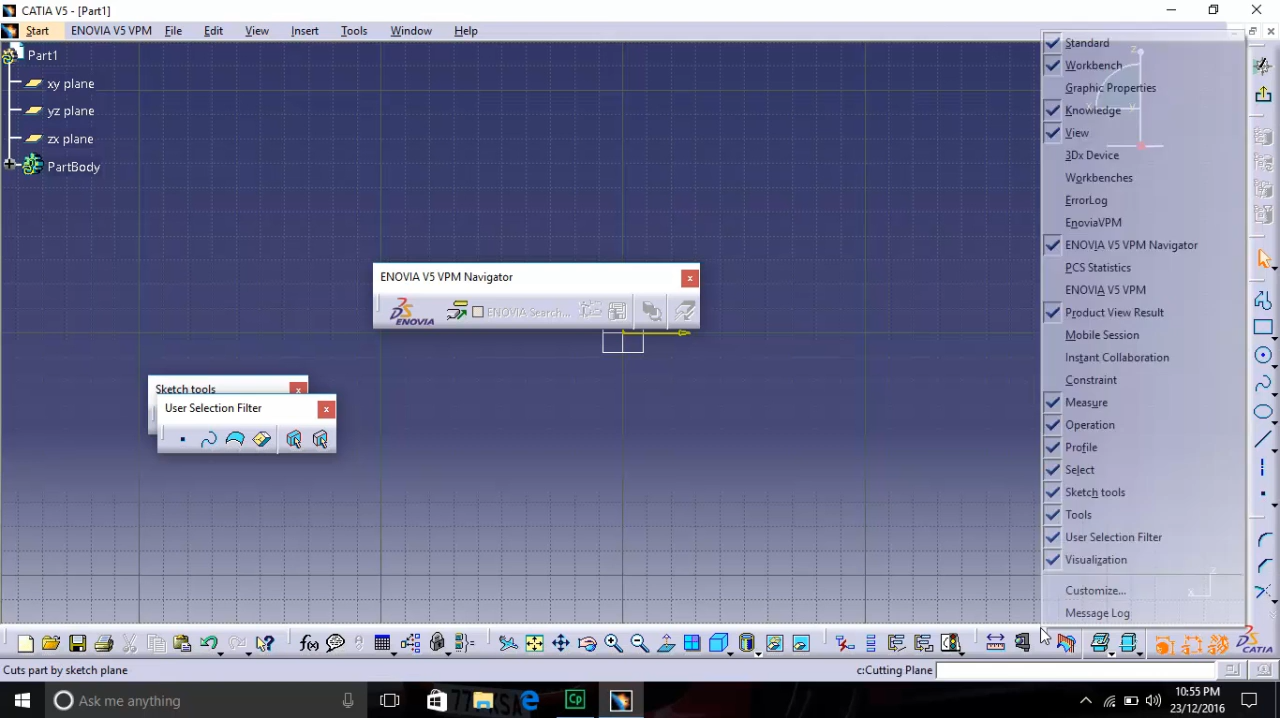 CATIA V5 - [Part1]
Start ENOVIA V5 VPM File Edit View Insert Tools Window Help
Part1
xy plane
yz plane
zx plane
PartBody
ENOVIA V5 VPM Navigator
ENOVIA
ENOVIA Search...
Sketch tools
User Selection Filter
Standard
Workbench
Graphic Properties
Knowledge
View
3Dx Device
Workbenches
ErrorLog
EnoviaVPM
ENOVIA V5 VPM Navigator
PCS Statistics
ENOVIA V5 VPM
Product View Result
Mobile Session
Instant Collaboration
Constraint
Measure
Operation
Profile
Select
Sketch tools
Tools
User Selection Filter
Visualization
Customize...
Message Log
z
x
y
z
x
f(x)
CATIA
Cuts part by sketch plane
c:Cutting Plane
Ask me anything
Cp
10:55 PM
23/12/2016